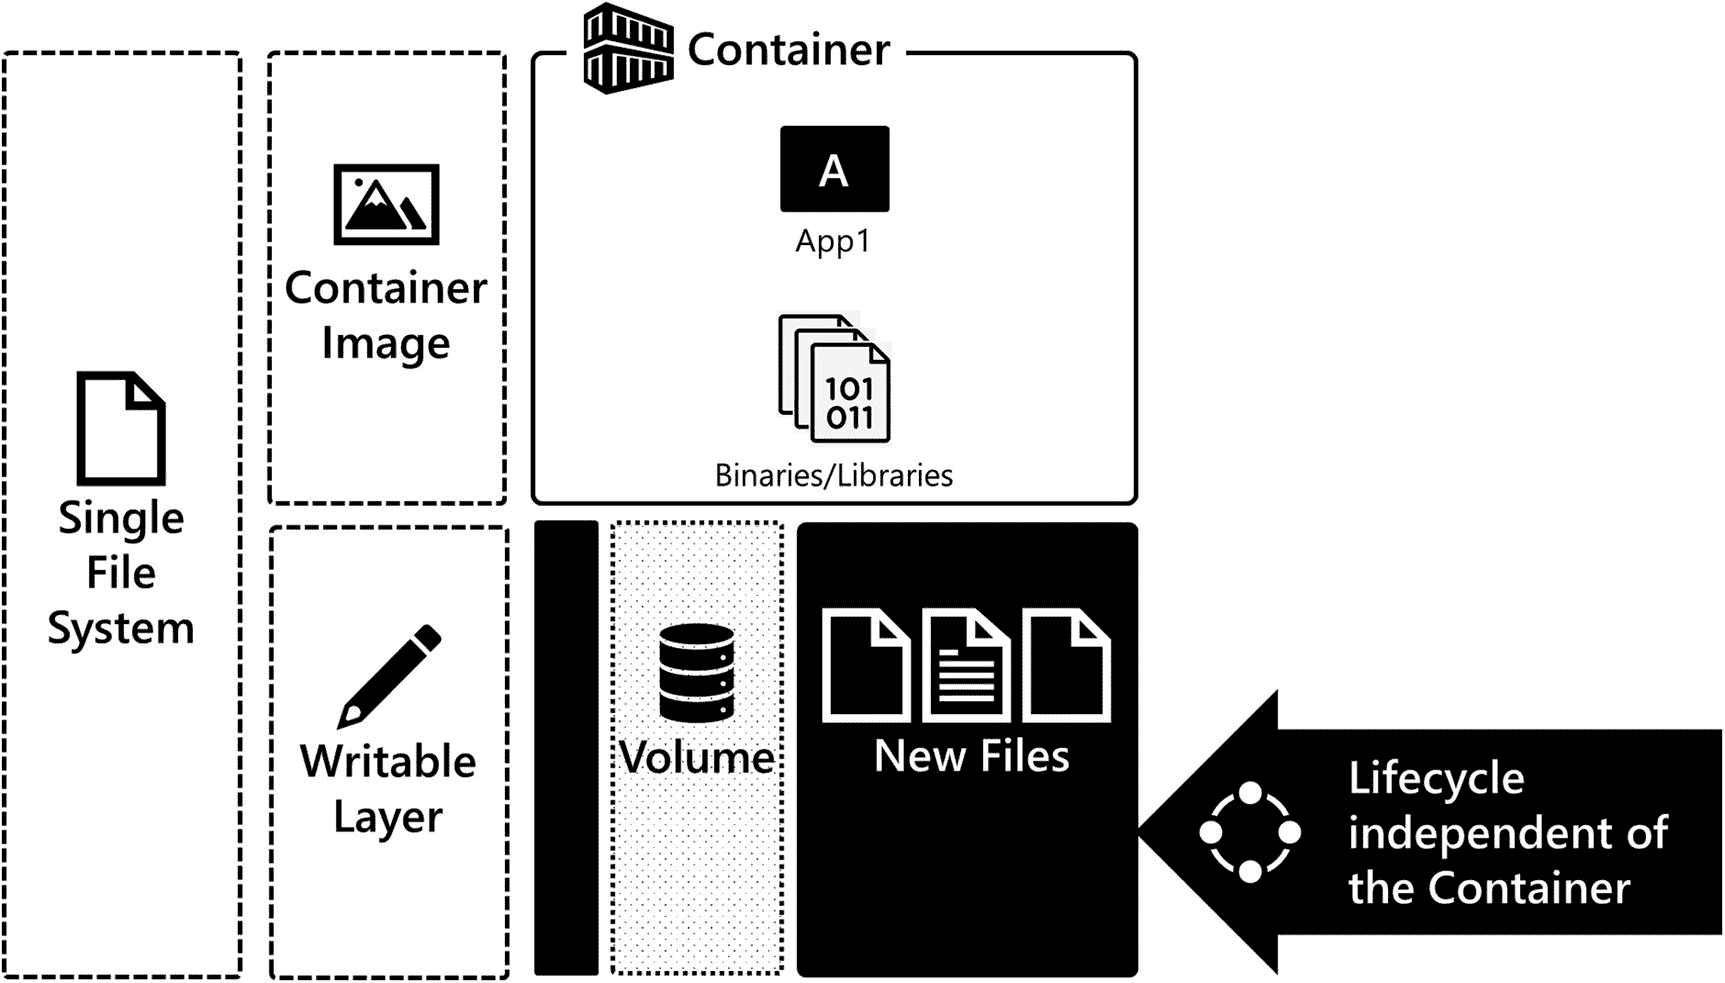 Container
A
App1
101
011
Binaries/Libraries
Container
Image
Single
File
System
Writable
Layer
Volume
New Files
Lifecycle
independent of
the Container